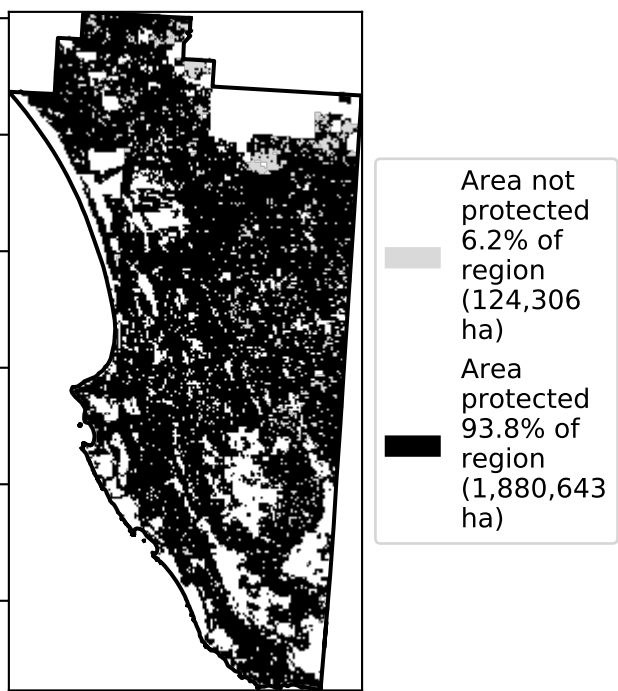 Area not
protected
6.2% of
region
(124,306
ha)
Area
protected
93.8% of
region
(1,880,643
ha)